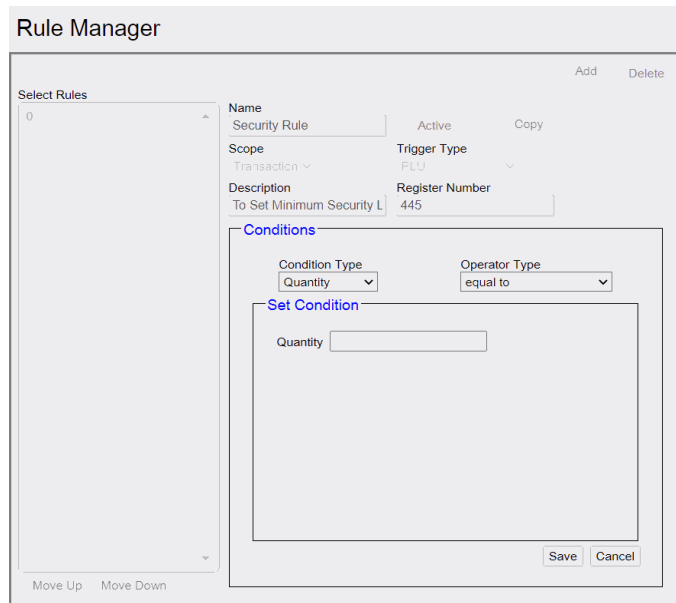 Rule Manager
Add Delete
Select Rules
0
Name
Security Rule Active Copy
Scope Trigger Type
Transaction PLU
Description Register Number
To Set Minimum Security L 445
Conditions
Condition Type Operator Type
Quantity equal to
Set Condition
Quantity
Save Cancel
Move Up Move Down